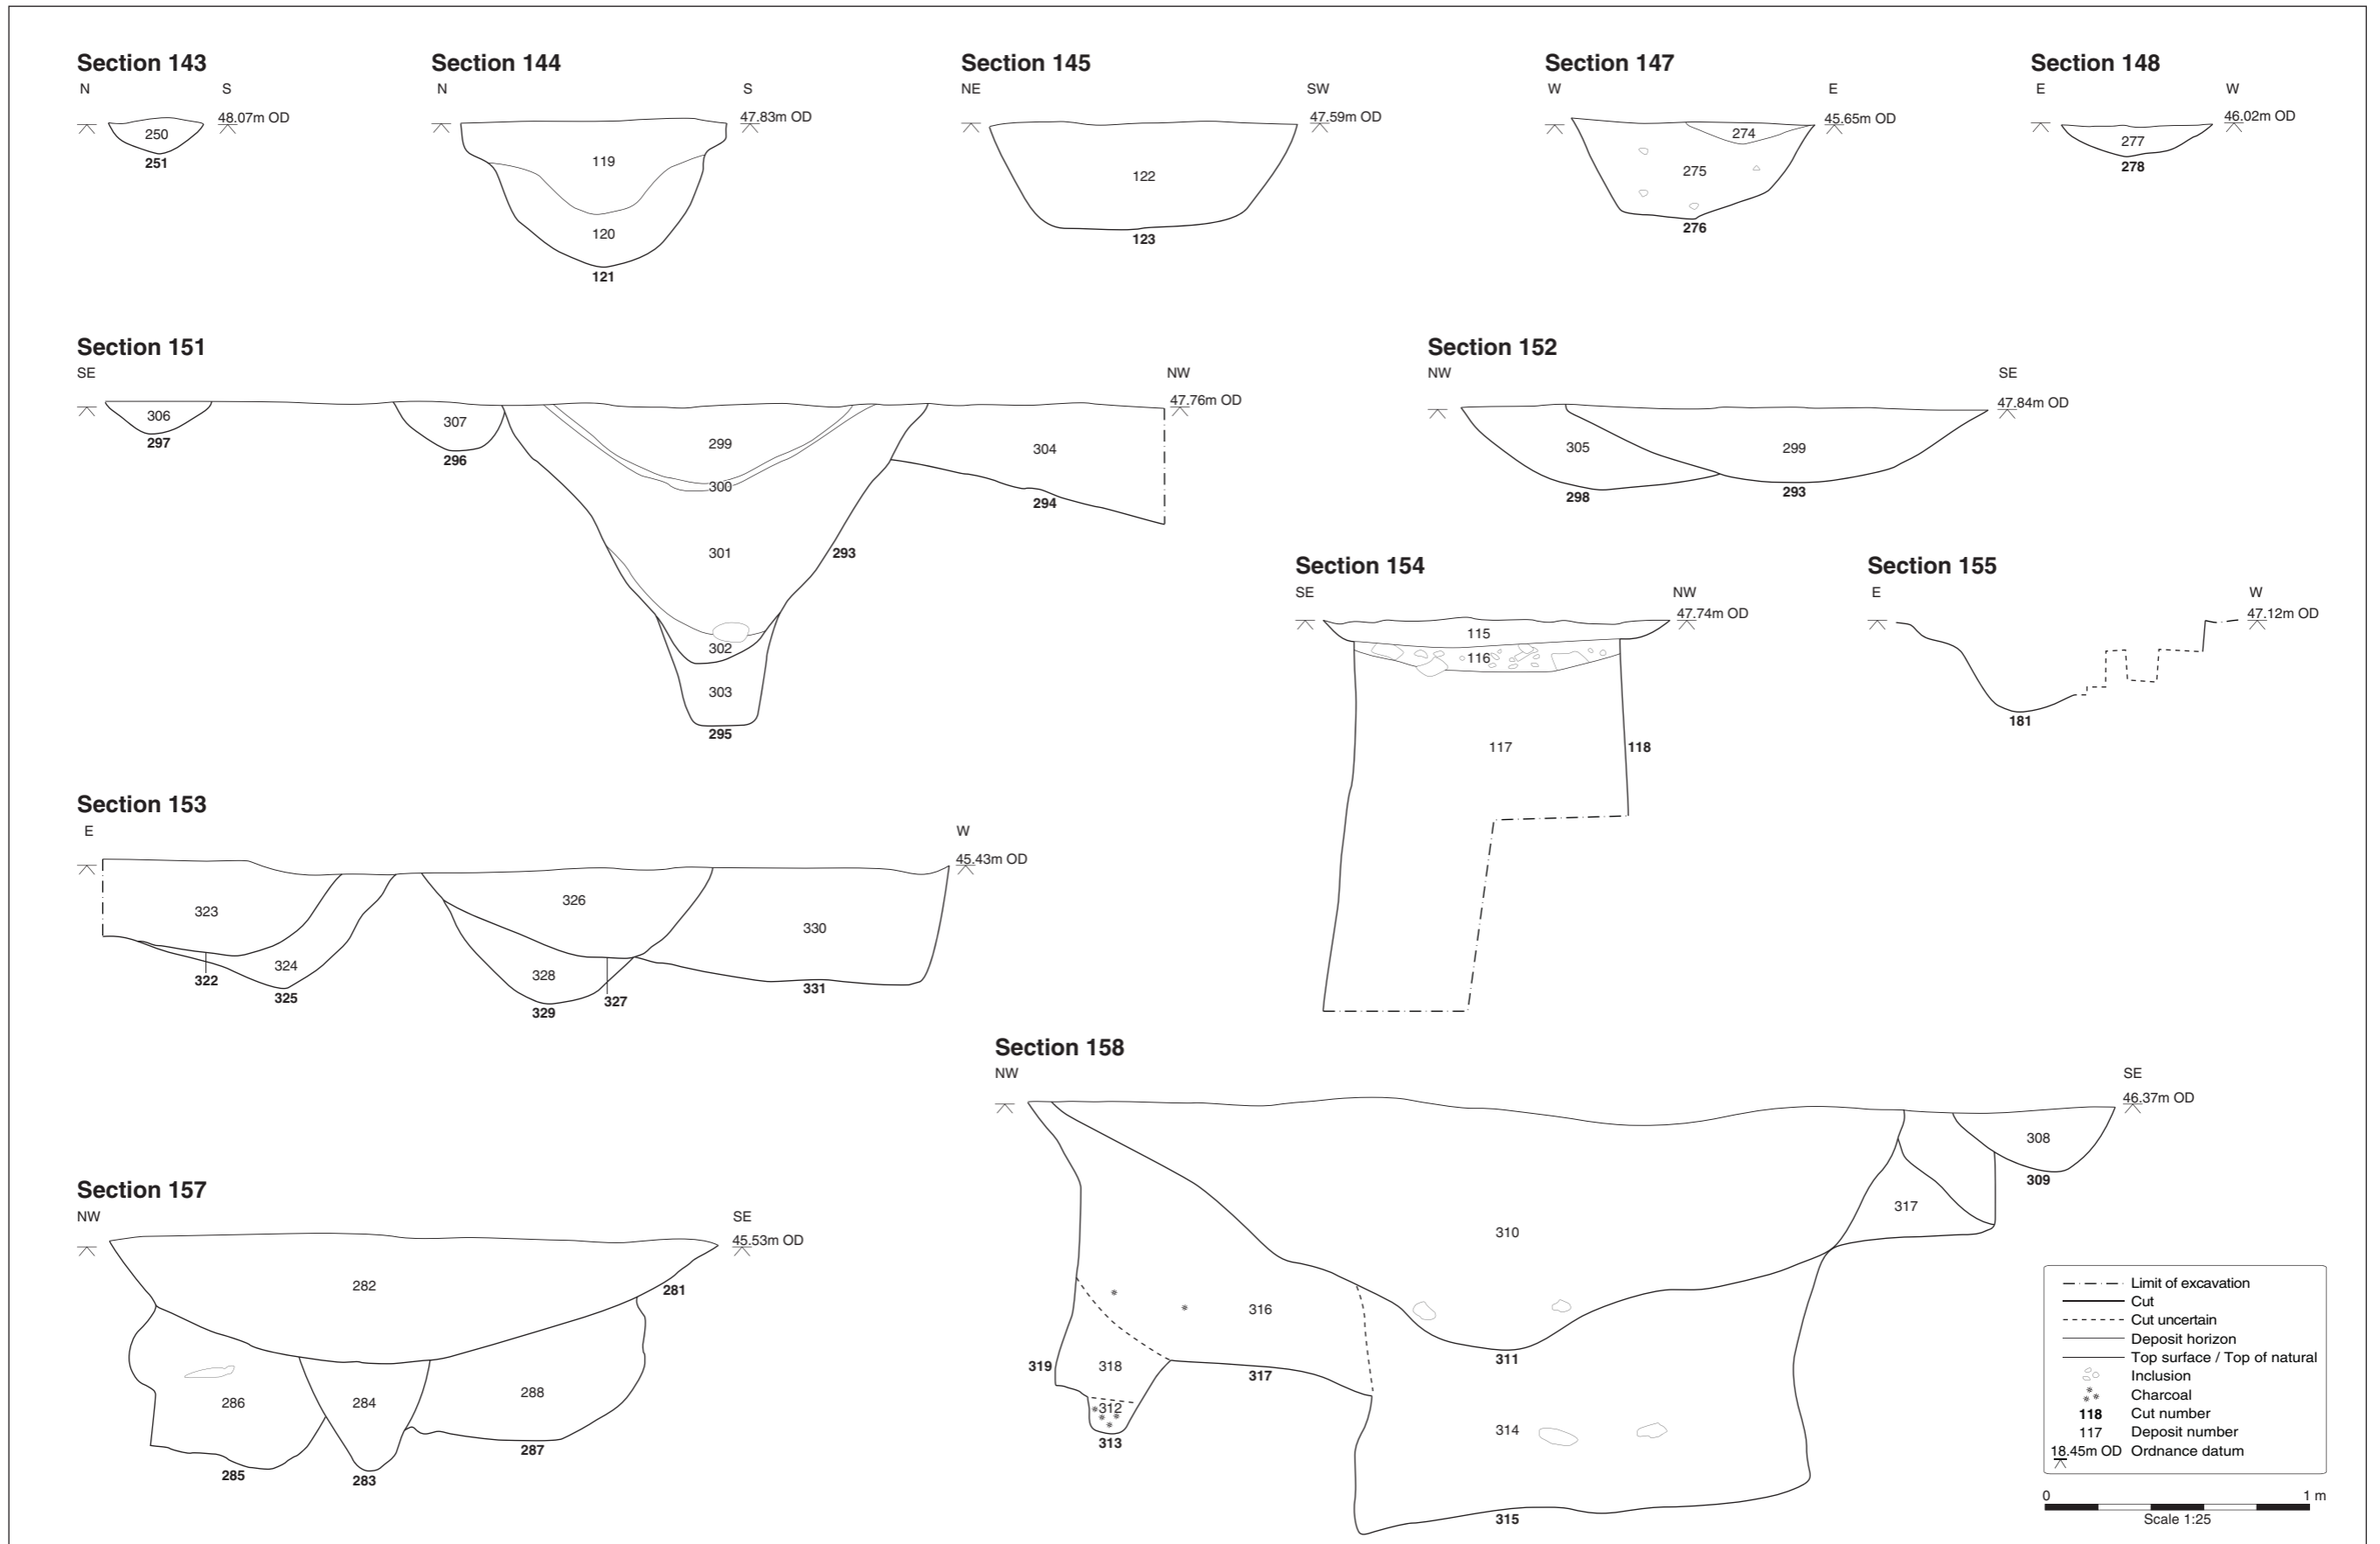 Section 143
N S
48.07m OD
250
251
Section 144
N S
47.83m OD
119
120
121
Section 145
NE SW
47.59m OD
122
123
Section 147
W E
45.65m OD
274
275
276
Section 148
E W
46.02m OD
277
278
Section 151
SE NW
47.76m OD
306
297
307
296
299
300
301
293
302
303
295
304
294
Section 152
NW SE
47.84m OD
305
299
298
293
Section 154
SE NW
47.74m OD
115
116
117
118
Section 155
E W
47.12m OD
181
Section 153
E W
45.43m OD
323
322
324
325
326
328
327
329
330
331
Section 158
NW SE
46.37m OD
308
309
310
317
316
311
318
319
317
312
313
314
315
Section 157
NW SE
45.53m OD
282
281
286
284
288
285
283
287
Limit of excavation
Cut
Cut uncertain
Deposit horizon
Top surface / Top of natural
Inclusion
Charcoal
118 Cut number
117 Deposit number
18.45m OD Ordnance datum
0 1 m
Scale 1:25